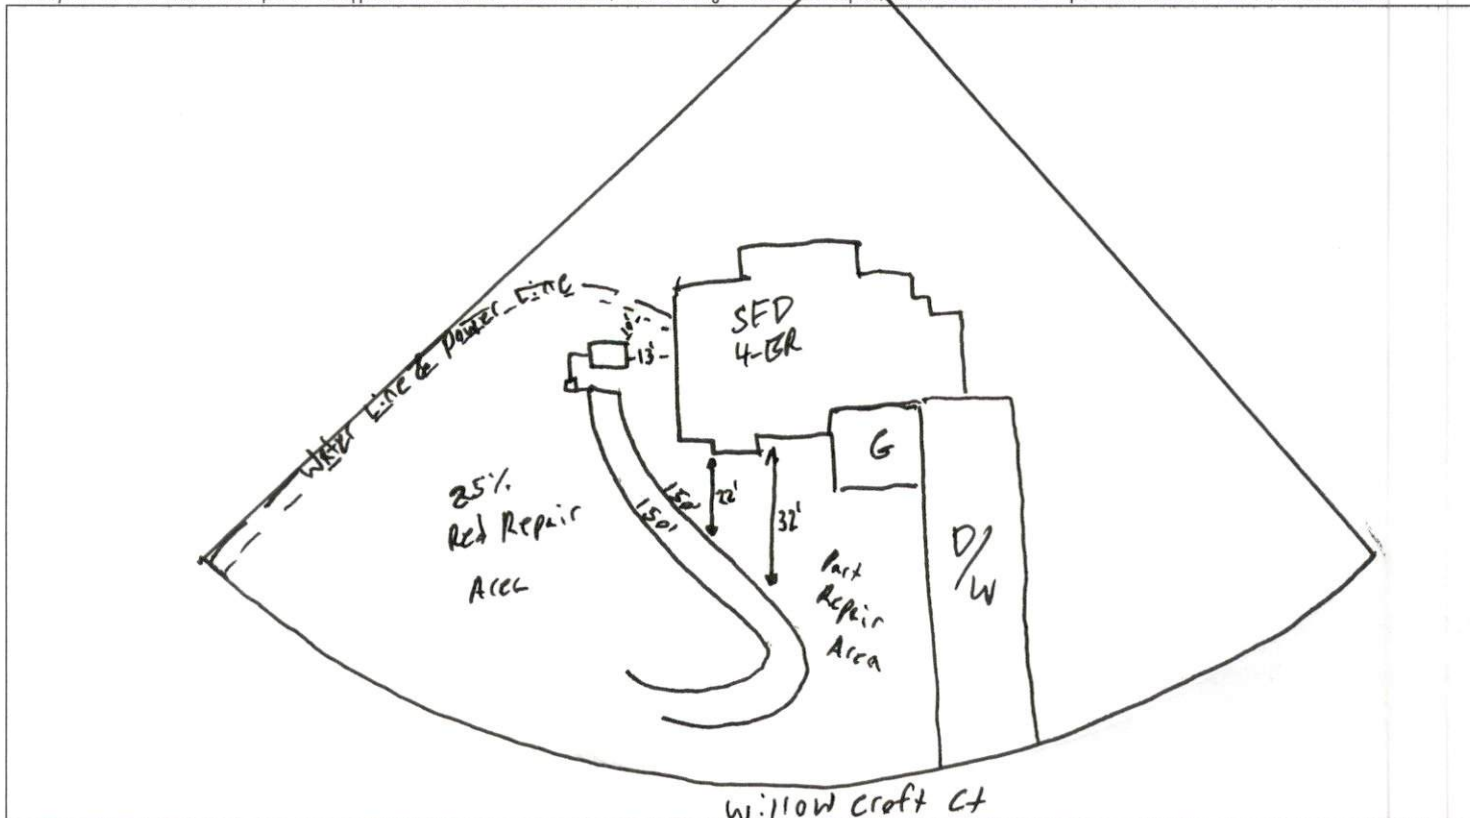 Water Line & Power Line
SFD
4-BR
10'
13'
G
25%
Red Repair
Area
150'
150'
22'
32'
Part
Repair
Area
D/W
Willow Croft Ct